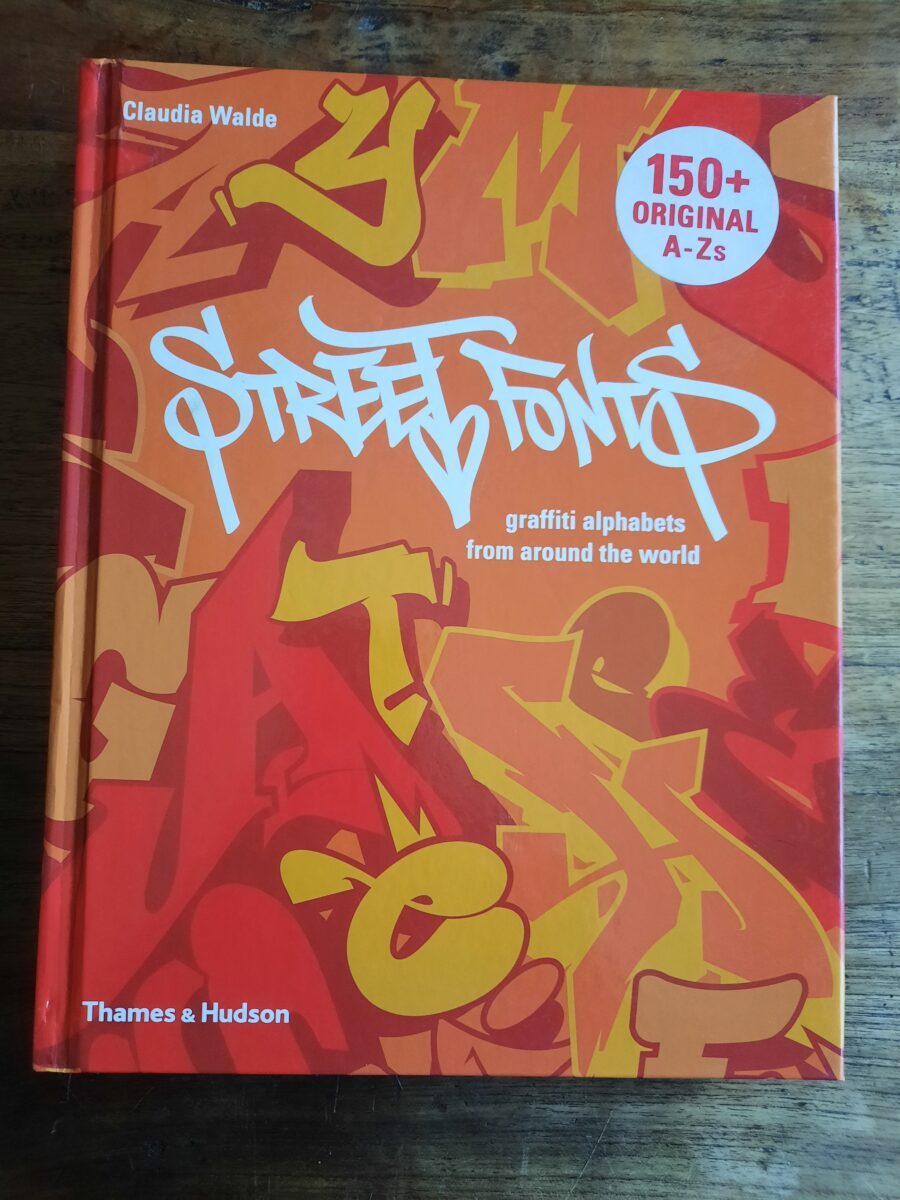 Claudia Walde
150+
ORIGINAL
A-Zs
STREET FONTS
graffiti alphabets
from around the world
Thames & Hudson